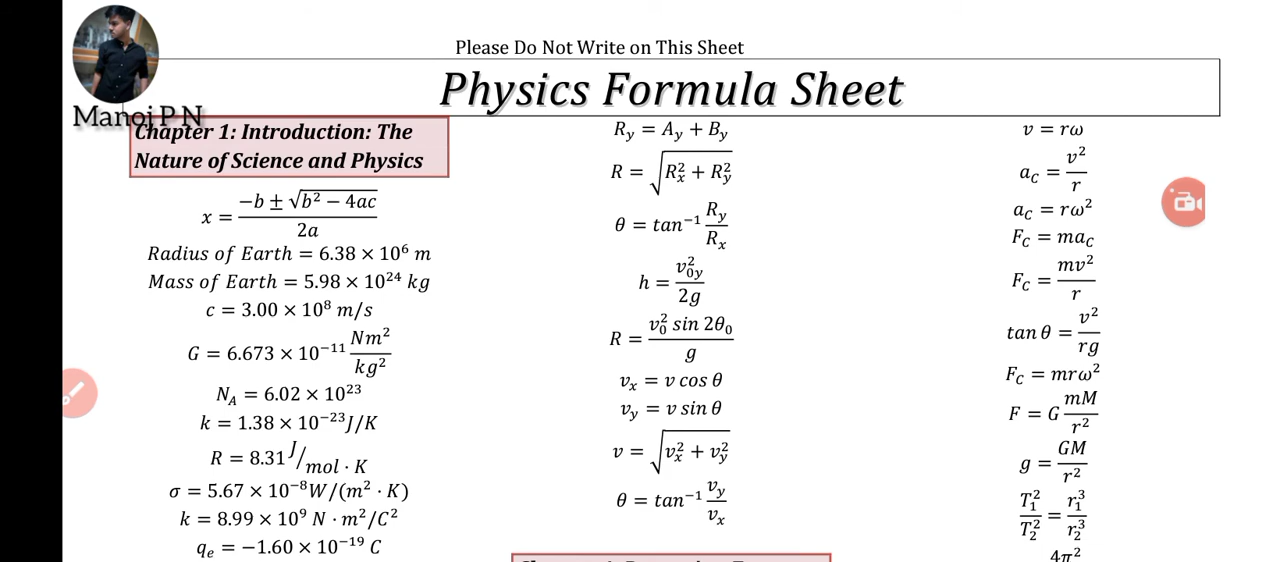 Please Do Not Write on This Sheet
Physics Formula Sheet
Manoj P N
Chapter 1: Introduction: The
Nature of Science and Physics
x = (−b ± √(b² − 4ac)) / 2a
Radius of Earth = 6.38 × 10⁶ m
Mass of Earth = 5.98 × 10²⁴ kg
c = 3.00 × 10⁸ m/s
G = 6.673 × 10⁻¹¹ Nm²/kg²
N_A = 6.02 × 10²³
k = 1.38 × 10⁻²³J/K
R = 8.31 J/mol · K
σ = 5.67 × 10⁻⁸W/(m² · K)
k = 8.99 × 10⁹ N · m²/C²
qₑ = −1.60 × 10⁻¹⁹ C
R_y = A_y + B_y
R = √(R_x² + R_y²)
θ = tan⁻¹ R_y/R_x
h = v₀y²/2g
R = v₀² sin 2θ₀/g
v_x = v cos θ
v_y = v sin θ
v = √(v_x² + v_y²)
θ = tan⁻¹ v_y/v_x
v = rω
a_C = v²/r
a_C = rω²
F_C = ma_C
F_C = mv²/r
tan θ = v²/rg
F_C = mrω²
F = G mM/r²
g = GM/r²
T₁²/T₂² = r₁³/r₂³
4π²